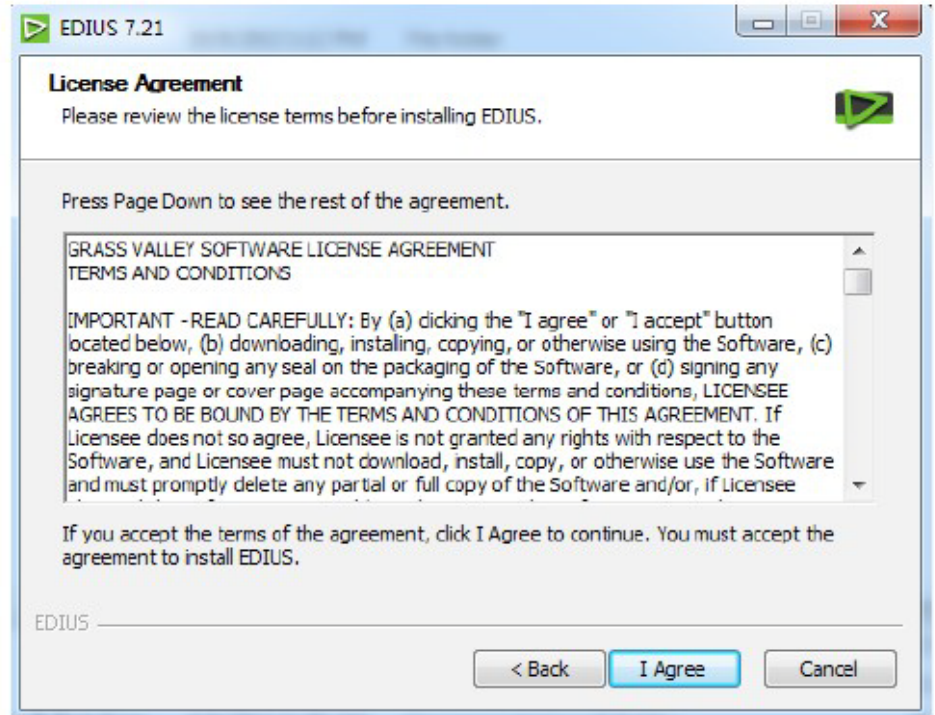 EDIUS 7.21
License Agreement
Please review the license terms before installing EDIUS.
Press Page Down to see the rest of the agreement.
GRASS VALLEY SOFTWARE LICENSE AGREEMENT
TERMS AND CONDITIONS
IMPORTANT - READ CAREFULLY: By (a) clicking the "I agree" or "I accept" button
located below, (b) downloading, installing, copying, or otherwise using the Software, (c)
breaking or opening any seal on the packaging of the Software, or (d) signing any
signature page or cover page accompanying these terms and conditions, LICENSEE
AGREES TO BE BOUND BY THE TERMS AND CONDITIONS OF THIS AGREEMENT. If
Licensee does not so agree, Licensee is not granted any rights with respect to the
Software, and Licensee must not download, install, copy, or otherwise use the Software
and must promptly delete any partial or full copy of the Software and/or, if Licensee
If you accept the terms of the agreement, click I Agree to continue. You must accept the
agreement to install EDIUS.
EDIUS
< Back
I Agree
Cancel